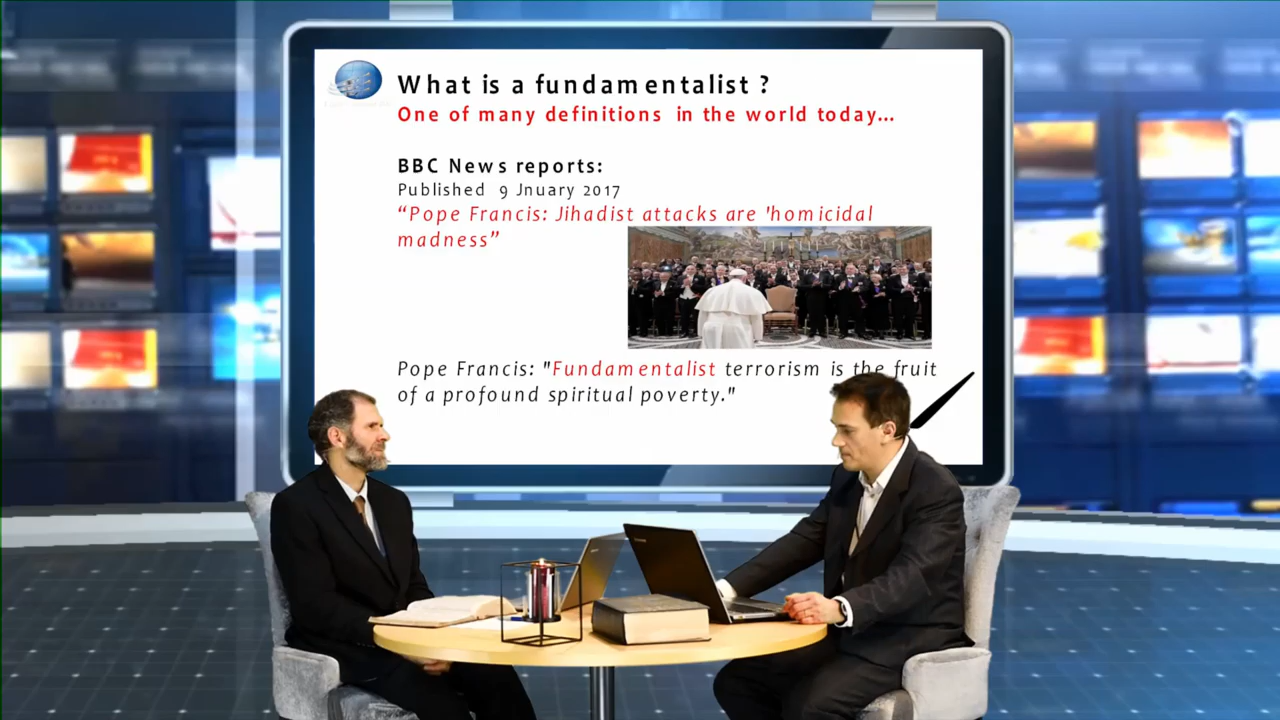 What is a fundamentalist ?
One of many definitions in the world today...
BBC News reports:
Published 9 Jnuary 2017
“Pope Francis: Jihadist attacks are 'homicidal
madness”
Pope Francis: "Fundamentalist terrorism is the fruit
of a profound spiritual poverty."